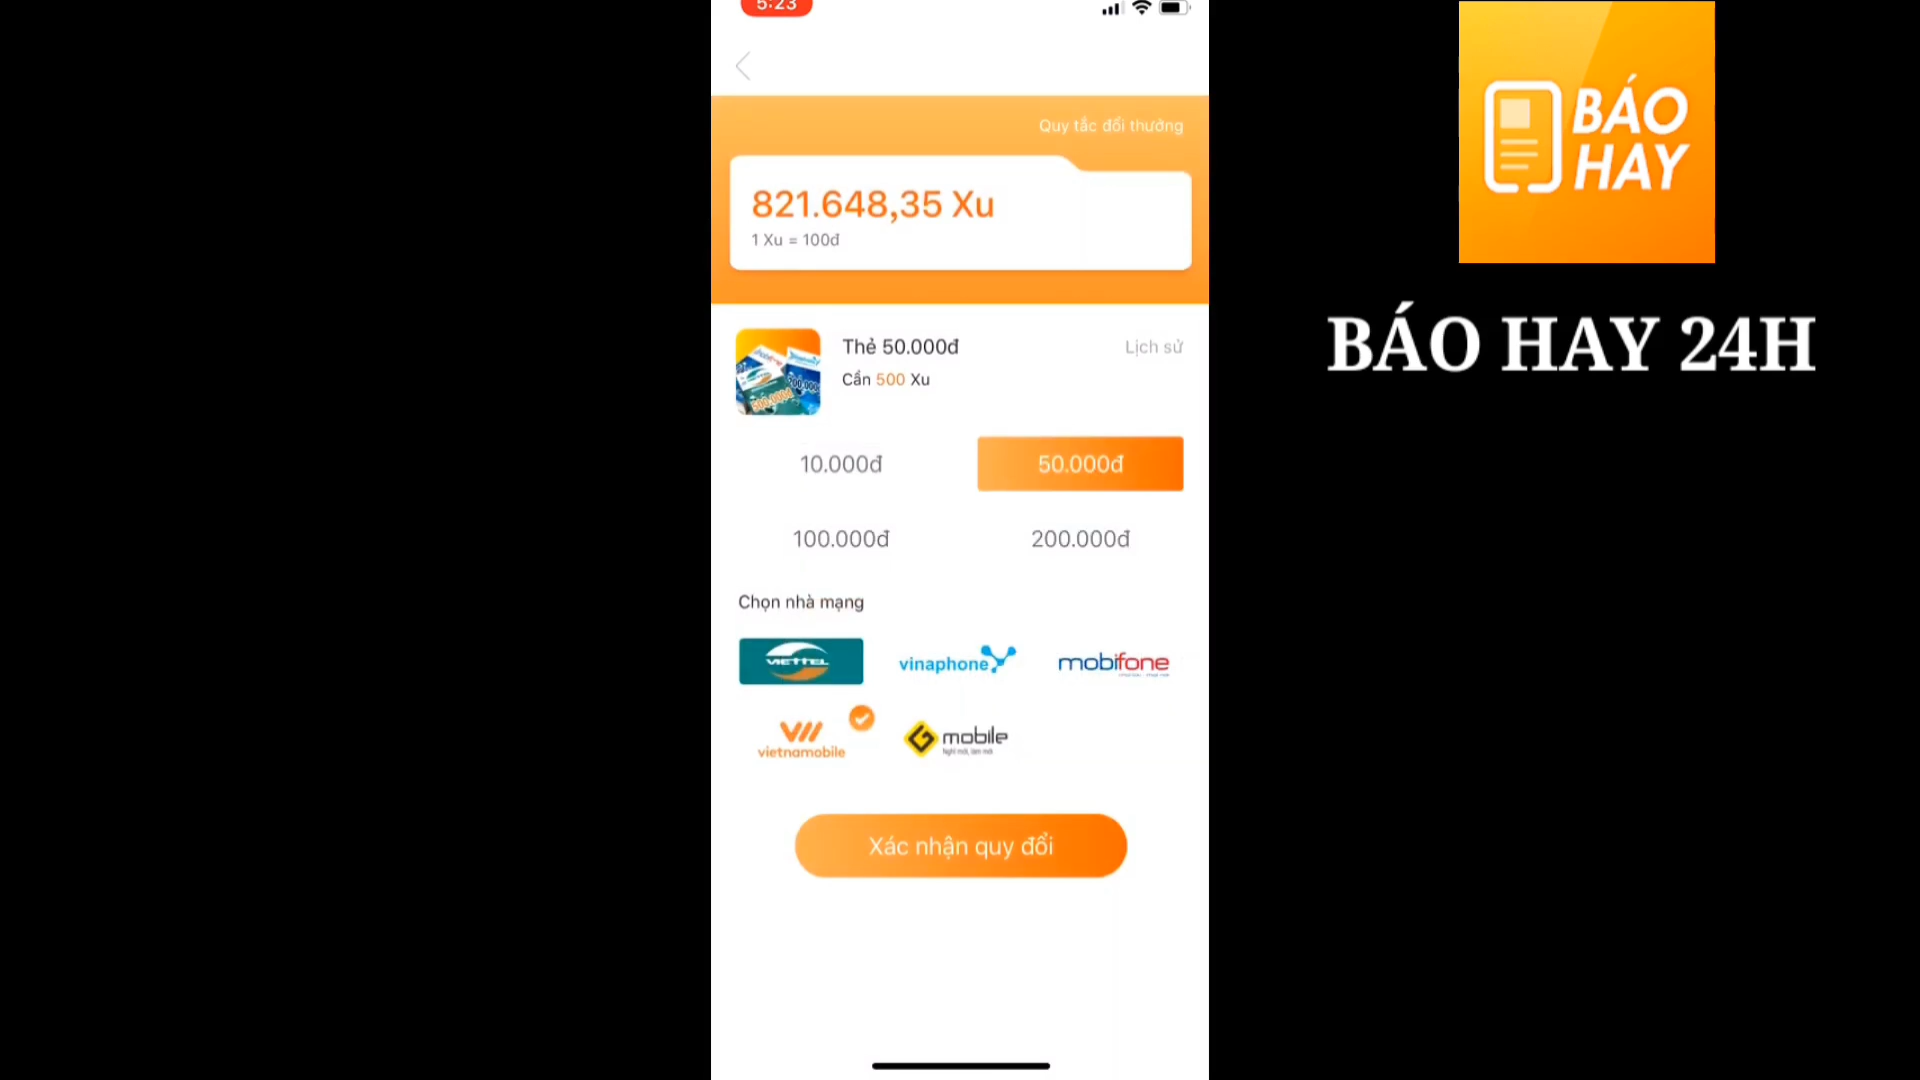 5:23
Quy tắc đổi thưởng
821.648,35 Xu
1 Xu = 100đ
Thẻ 50.000đ
Lịch sử
Cần 500 Xu
10.000đ
50.000đ
100.000đ
200.000đ
Chọn nhà mạng
VIETTEL
vinaphone
mobifone
vietnamobile
Gmobile
Xác nhận quy đổi
BÁO
HAY
BÁO HAY 24H